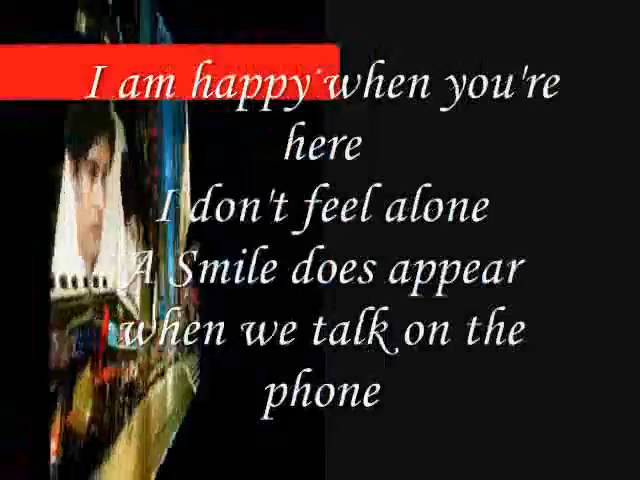 I am happy when you're
here
I don't feel alone
A Smile does appear
when we talk on the
phone